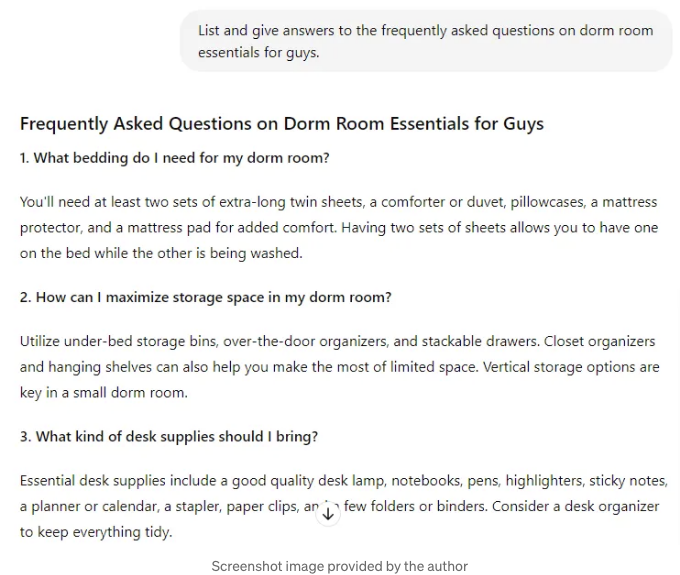 List and give answers to the frequently asked questions on dorm room
essentials for guys.
Frequently Asked Questions on Dorm Room Essentials for Guys
1. What bedding do I need for my dorm room?
You'll need at least two sets of extra-long twin sheets, a comforter or duvet, pillowcases, a mattress
protector, and a mattress pad for added comfort. Having two sets of sheets allows you to have one
on the bed while the other is being washed.
2. How can I maximize storage space in my dorm room?
Utilize under-bed storage bins, over-the-door organizers, and stackable drawers. Closet organizers
and hanging shelves can also help you make the most of limited space. Vertical storage options are
key in a small dorm room.
3. What kind of desk supplies should I bring?
Essential desk supplies include a good quality desk lamp, notebooks, pens, highlighters, sticky notes,
a planner or calendar, a stapler, paper clips, few folders or binders. Consider a desk organizer
to keep everything tidy.
Screenshot image provided by the author